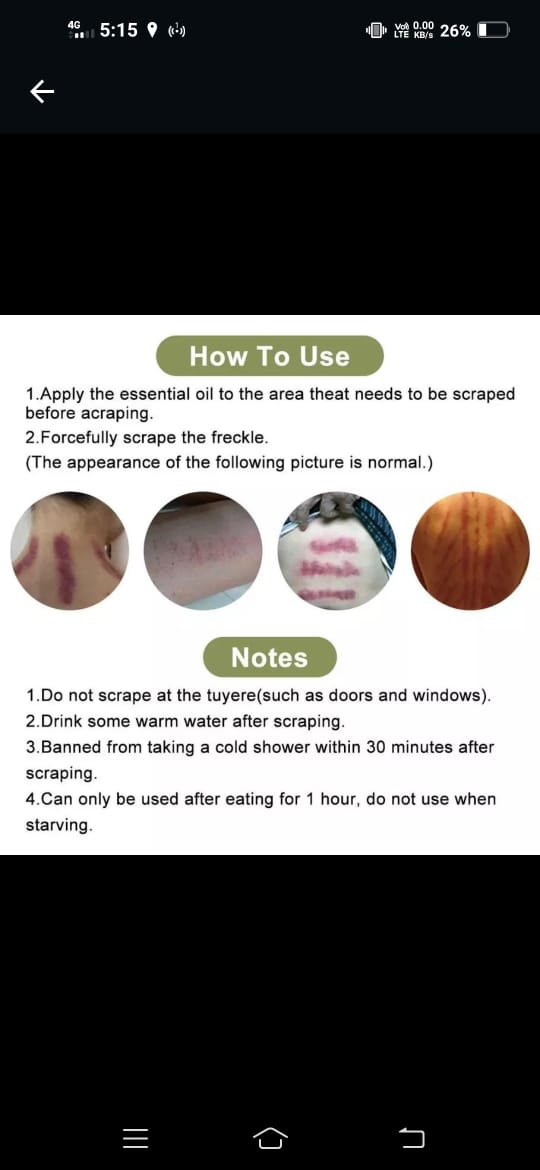 4G 5:15 Vo) 0.00 LTE KB/s 26%
How To Use
1.Apply the essential oil to the area theat needs to be scraped
before acraping.
2.Forcefully scrape the freckle.
(The appearance of the following picture is normal.)
Notes
1.Do not scrape at the tuyere(such as doors and windows).
2.Drink some warm water after scraping.
3.Banned from taking a cold shower within 30 minutes after
scraping.
4.Can only be used after eating for 1 hour, do not use when
starving.